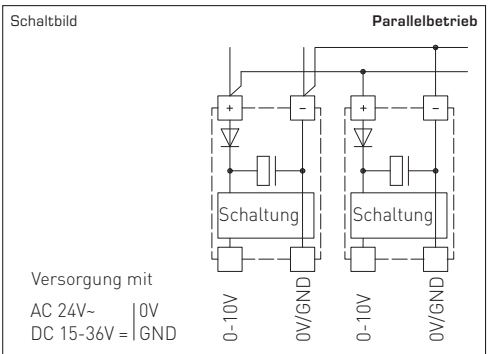 Schaltbild
Parallelbetrieb
+
–
+
–
Schaltung
Schaltung
Versorgung mit
AC 24V~ | 0V
DC 15-36V = | GND
0-10V
0V/GND
0-10V
0V/GND